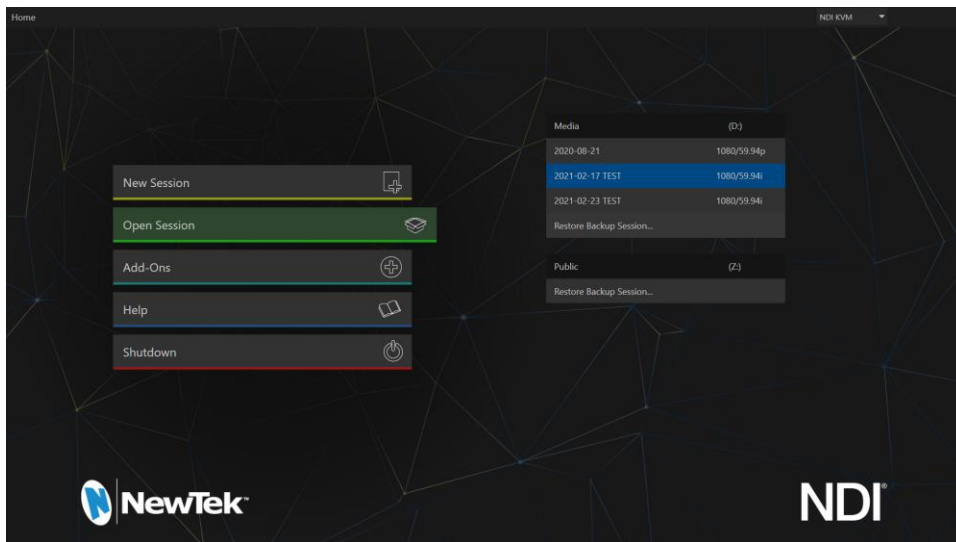 Home
NDI KVM
New Session
Open Session
Add-Ons
Help
Shutdown
Media (D:)
2020-08-21 1080/59.94p
2021-02-17 TEST 1080/59.94i
2021-02-23 TEST 1080/59.94i
Restore Backup Session...
Public (Z:)
Restore Backup Session...
NewTek™
NDI®